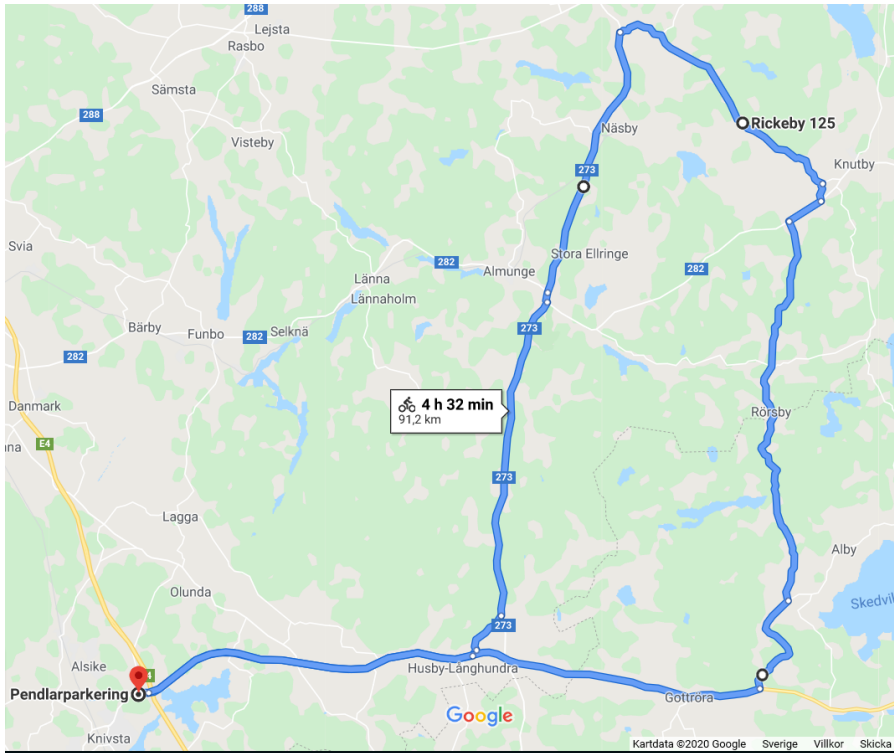 288
Lejsta
Rasbo
Sämsta
288
Visteby
Näsby
Rickeby 125
Knutby
273
Svia
Stora Ellringe
282
Almunge
282
Länna
Lännaholm
Bärby
Funbo
282
Selknä
273
282
4 h 32 min
91,2 km
Danmark
Rörsby
E4
273
Lagga
Alby
Olunda
Skedvik
273
Alsike
Husby-Långhundra
Pendlarparkering
Gottröra
Google
Knivsta
Kartdata ©2020 Google Sverige Villkor Skicka